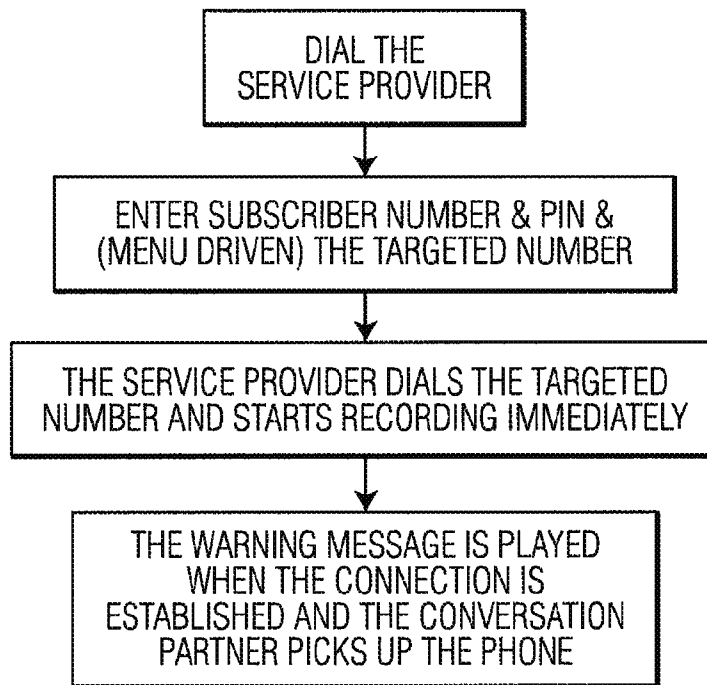 DIAL THE
SERVICE PROVIDER
ENTER SUBSCRIBER NUMBER & PIN &
(MENU DRIVEN) THE TARGETED NUMBER
THE SERVICE PROVIDER DIALS THE TARGETED
NUMBER AND STARTS RECORDING IMMEDIATELY
THE WARNING MESSAGE IS PLAYED
WHEN THE CONNECTION IS
ESTABLISHED AND THE CONVERSATION
PARTNER PICKS UP THE PHONE